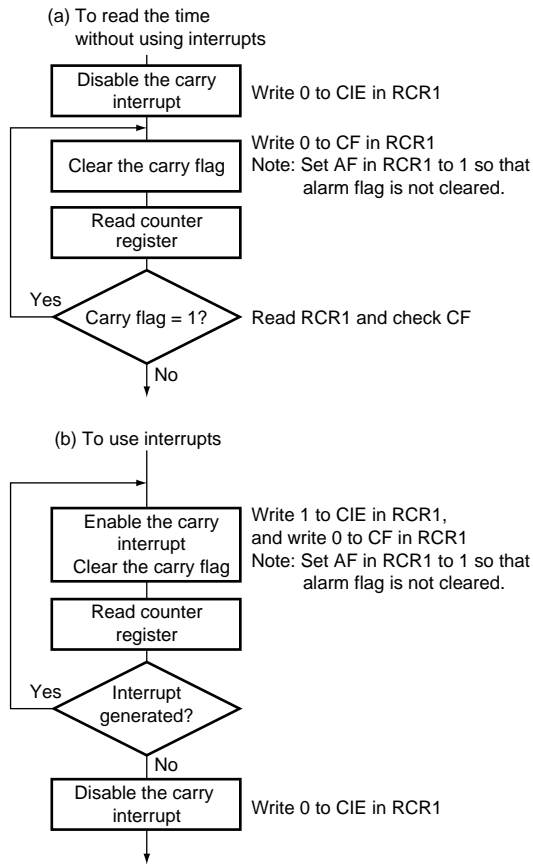 (a) To read the time
without using interrupts
Disable the carry
interrupt
Write 0 to CIE in RCR1
Clear the carry flag
Write 0 to CF in RCR1
Note: Set AF in RCR1 to 1 so that
alarm flag is not cleared.
Read counter
register
Yes
Carry flag = 1?
Read RCR1 and check CF
No
(b) To use interrupts
Enable the carry
interrupt
Clear the carry flag
Write 1 to CIE in RCR1,
and write 0 to CF in RCR1
Note: Set AF in RCR1 to 1 so that
alarm flag is not cleared.
Read counter
register
Yes
Interrupt
generated?
No
Disable the carry
interrupt
Write 0 to CIE in RCR1